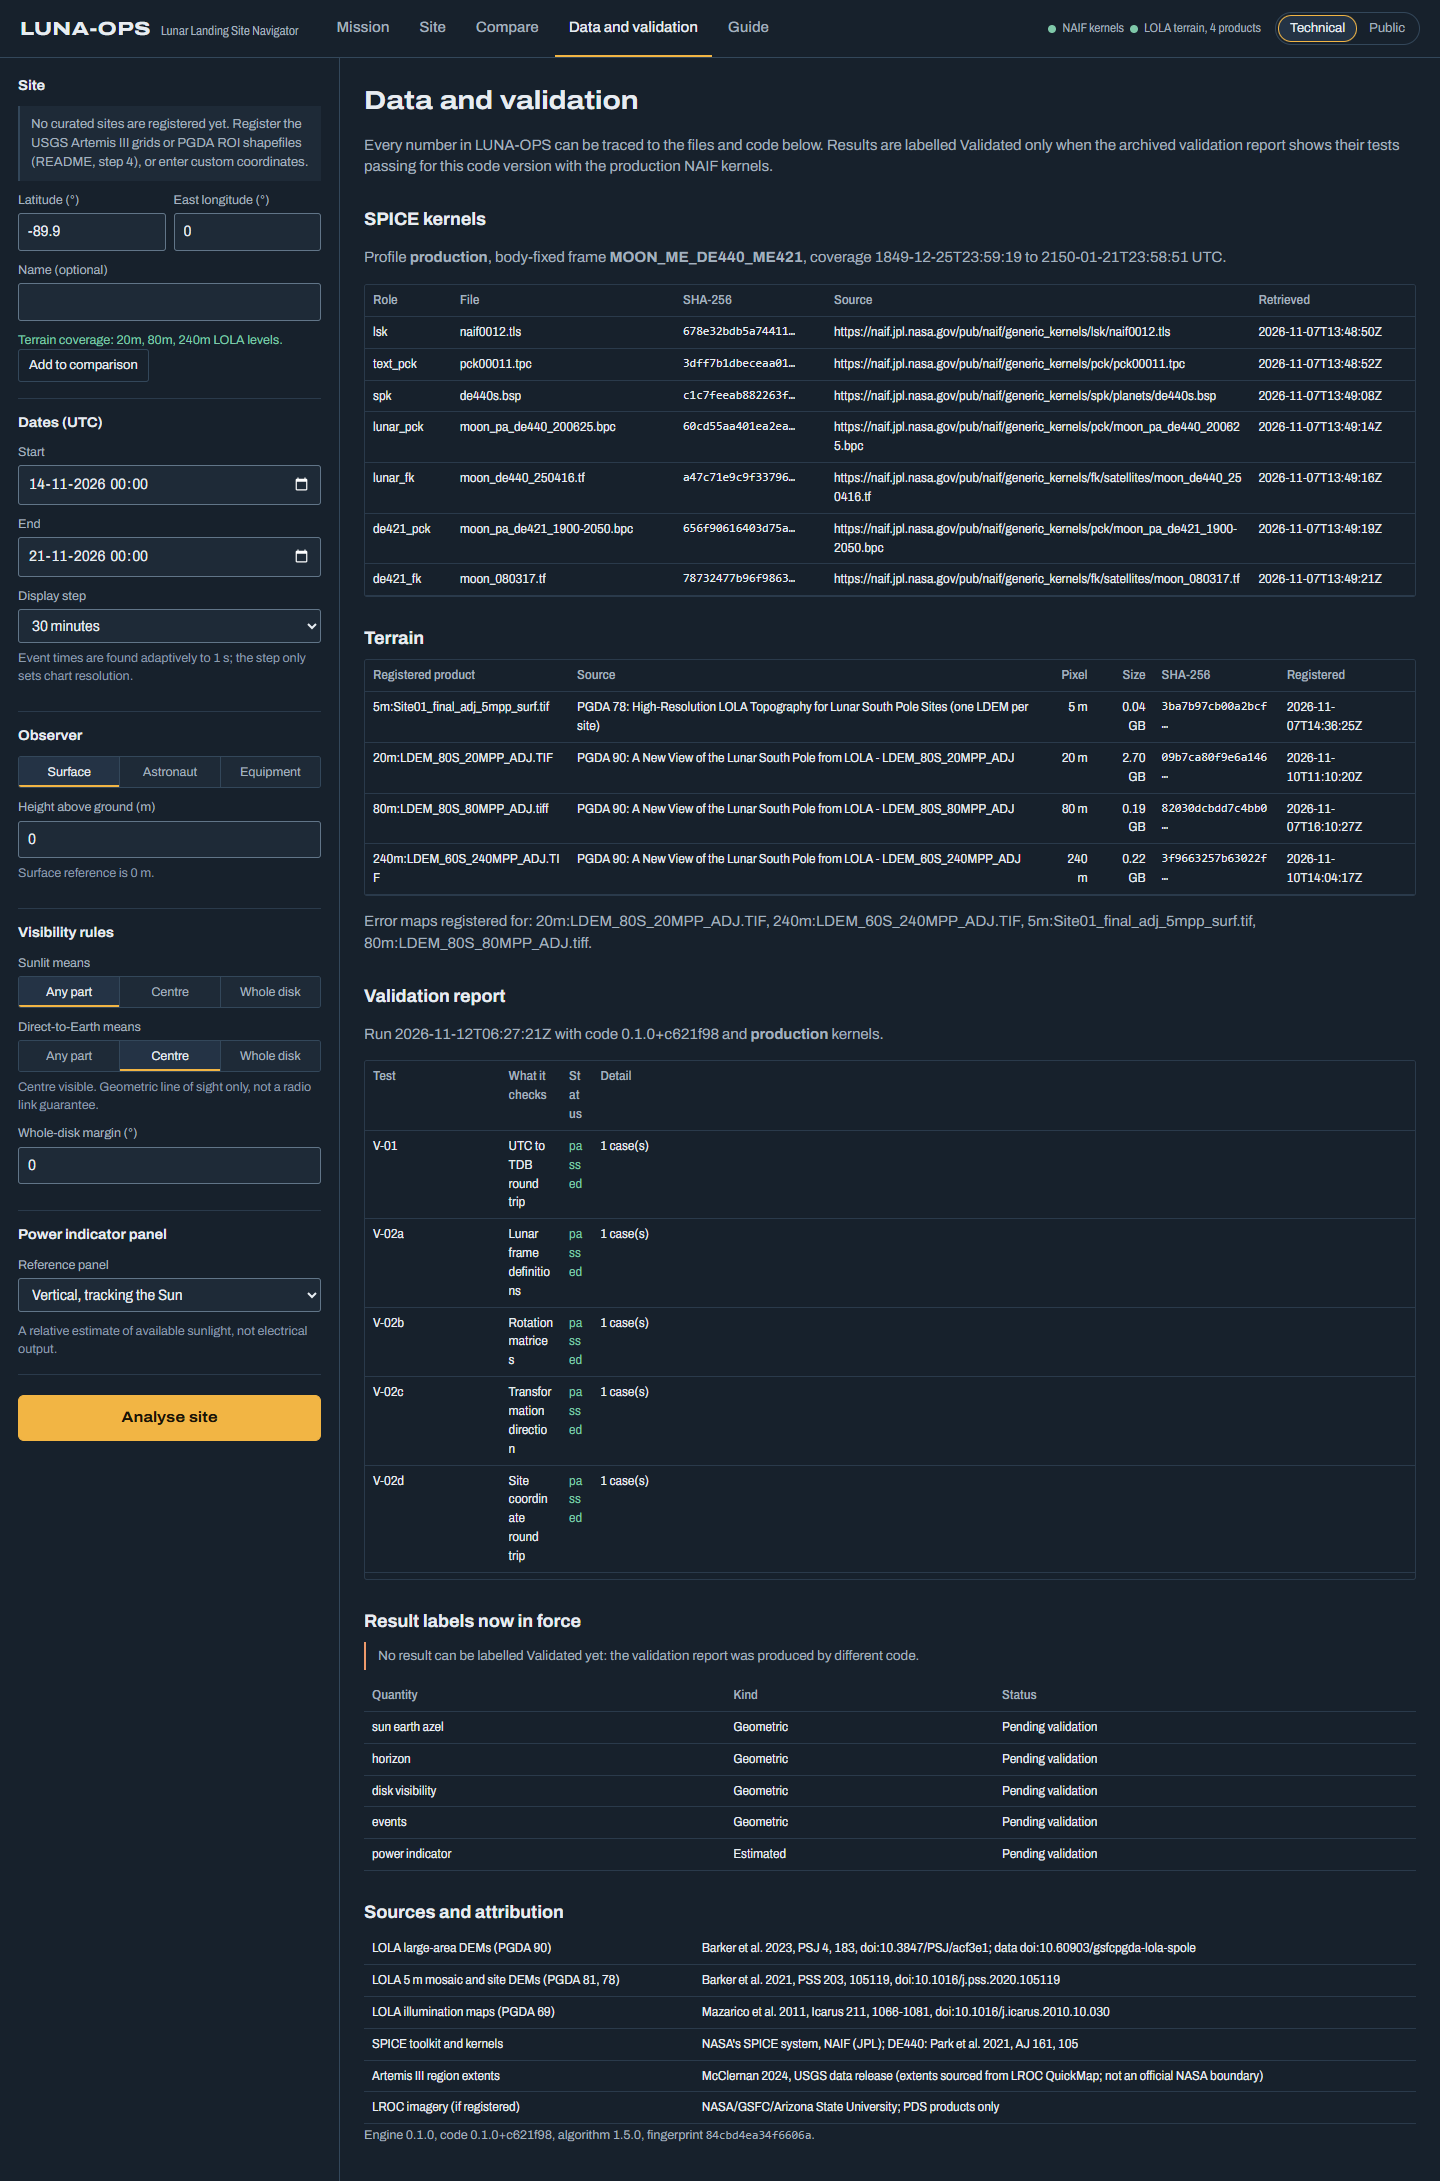 LUNA-OPS Lunar Landing Site Navigator Mission Site Compare Data and validation Guide NAIF kernels LOLA terrain, 4 products Technical Public
Site
No curated sites are registered yet. Register the
USGS Artemis III grids or PGDA ROI shapefiles
(README, step 4), or enter custom coordinates.
Latitude (°) East longitude (°)
-89.9 0
Name (optional)
Terrain coverage: 20m, 80m, 240m LOLA levels.
Add to comparison
Dates (UTC)
Start
14-11-2026 00:00
End
21-11-2026 00:00
Display step
30 minutes
Event times are found adaptively to 1 s; the step only
sets chart resolution.
Observer
Surface Astronaut Equipment
Height above ground (m)
0
Surface reference is 0 m.
Visibility rules
Sunlit means
Any part Centre Whole disk
Direct-to-Earth means
Any part Centre Whole disk
Centre visible. Geometric line of sight only, not a radio
link guarantee.
Whole-disk margin (°)
0
Power indicator panel
Reference panel
Vertical, tracking the Sun
A relative estimate of available sunlight, not electrical
output.
Analyse site
Data and validation
Every number in LUNA-OPS can be traced to the files and code below. Results are labelled Validated only when the archived validation report shows their tests
passing for this code version with the production NAIF kernels.
SPICE kernels
Profile production, body-fixed frame MOON_ME_DE440_ME421, coverage 1849-12-25T23:59:19 to 2150-01-21T23:58:51 UTC.
Role File SHA-256 Source Retrieved
lsk naif0012.tls 678e32bdb5a74411… https://naif.jpl.nasa.gov/pub/naif/generic_kernels/lsk/naif0012.tls 2026-11-07T13:48:50Z
text_pck pck00011.tpc 3dff7b1dbeceaa01… https://naif.jpl.nasa.gov/pub/naif/generic_kernels/pck/pck00011.tpc 2026-11-07T13:48:52Z
spk de440s.bsp c1c7feeab882263f… https://naif.jpl.nasa.gov/pub/naif/generic_kernels/spk/planets/de440s.bsp 2026-11-07T13:49:08Z
lunar_pck moon_pa_de440_200625.bpc 60cd55aa401ea2ea… https://naif.jpl.nasa.gov/pub/naif/generic_kernels/pck/moon_pa_de440_20062 2026-11-07T13:49:14Z
5.bpc
lunar_fk moon_de440_250416.tf a47c71e9c9f33796… https://naif.jpl.nasa.gov/pub/naif/generic_kernels/fk/satellites/moon_de440_25 2026-11-07T13:49:16Z
0416.tf
de421_pck moon_pa_de421_1900-2050.bpc 656f90616403d75a… https://naif.jpl.nasa.gov/pub/naif/generic_kernels/pck/moon_pa_de421_1900- 2026-11-07T13:49:19Z
2050.bpc
de421_fk moon_080317.tf 78732477b96f9863… https://naif.jpl.nasa.gov/pub/naif/generic_kernels/fk/satellites/moon_080317.tf 2026-11-07T13:49:21Z
Terrain
Registered product Source Pixel Size SHA-256 Registered
5m:Site01_final_adj_5mpp_surf.tif PGDA 78: High-Resolution LOLA Topography for Lunar South Pole Sites (one LDEM per 5 m 0.04 3ba7b97cb00a2bcf 2026-11-
site) GB … 07T14:36:25Z
20m:LDEM_80S_20MPP_ADJ.TIF PGDA 90: A New View of the Lunar South Pole from LOLA - LDEM_80S_20MPP_ADJ 20 m 2.70 09b7ca80f9e6a146 2026-11-
GB … 10T11:10:20Z
80m:LDEM_80S_80MPP_ADJ.tiff PGDA 90: A New View of the Lunar South Pole from LOLA - LDEM_80S_80MPP_ADJ 80 m 0.19 82030dcbdd7c4bb0 2026-11-
GB … 07T16:10:27Z
240m:LDEM_60S_240MPP_ADJ.TI PGDA 90: A New View of the Lunar South Pole from LOLA - LDEM_60S_240MPP_ADJ 240 0.22 3f9663257b63022f 2026-11-
F m GB … 10T14:04:17Z
Error maps registered for: 20m:LDEM_80S_20MPP_ADJ.TIF, 240m:LDEM_60S_240MPP_ADJ.TIF, 5m:Site01_final_adj_5mpp_surf.tif,
80m:LDEM_80S_80MPP_ADJ.tiff.
Validation report
Run 2026-11-12T06:27:21Z with code 0.1.0+c621f98 and production kernels.
Test What it St Detail
checks at
us
V-01 UTC to pa 1 case(s)
TDB ss
round ed
trip
V-02a Lunar pa 1 case(s)
frame ss
definitio ed
ns
V-02b Rotation pa 1 case(s)
matrice ss
s ed
V-02c Transfor pa 1 case(s)
mation ss
directio ed
n
V-02d Site pa 1 case(s)
coordin ss
ate ed
round
trip
Result labels now in force
No result can be labelled Validated yet: the validation report was produced by different code.
Quantity Kind Status
sun earth azel Geometric Pending validation
horizon Geometric Pending validation
disk visibility Geometric Pending validation
events Geometric Pending validation
power indicator Estimated Pending validation
Sources and attribution
LOLA large-area DEMs (PGDA 90) Barker et al. 2023, PSJ 4, 183, doi:10.3847/PSJ/acf3e1; data doi:10.60903/gsfcpgda-lola-spole
LOLA 5 m mosaic and site DEMs (PGDA 81, 78) Barker et al. 2021, PSS 203, 105119, doi:10.1016/j.pss.2020.105119
LOLA illumination maps (PGDA 69) Mazarico et al. 2011, Icarus 211, 1066-1081, doi:10.1016/j.icarus.2010.10.030
SPICE toolkit and kernels NASA's SPICE system, NAIF (JPL); DE440: Park et al. 2021, AJ 161, 105
Artemis III region extents McClernan 2024, USGS data release (extents sourced from LROC QuickMap; not an official NASA boundary)
LROC imagery (if registered) NASA/GSFC/Arizona State University; PDS products only
Engine 0.1.0, code 0.1.0+c621f98, algorithm 1.5.0, fingerprint 84cbd4ea34f6606a.